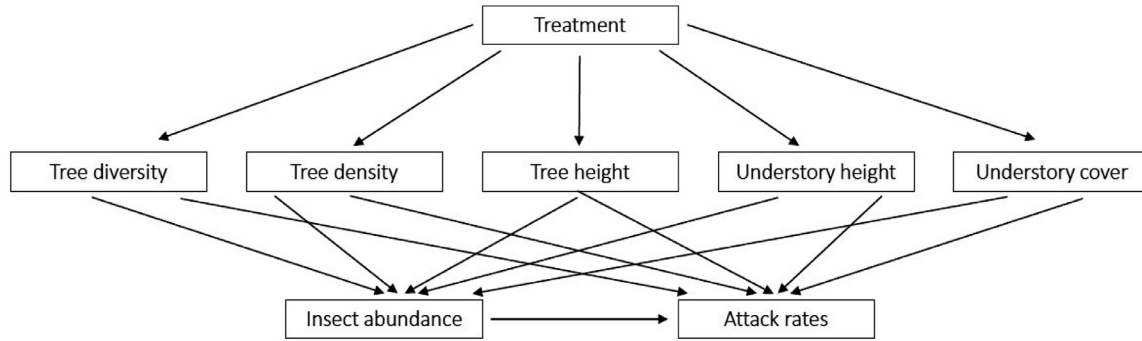 Treatment
Tree diversity
Tree density
Tree height
Understory height
Understory cover
Insect abundance
Attack rates